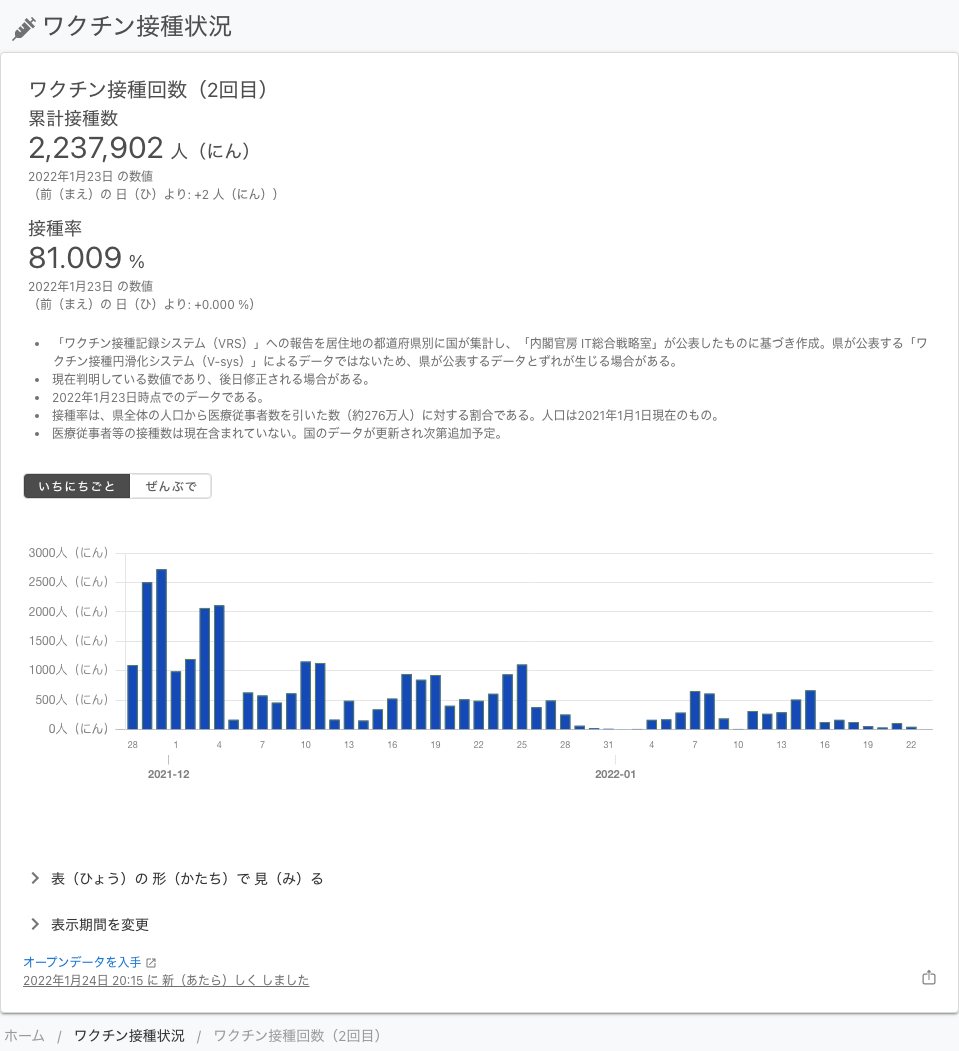 ワクチン接種状況
ワクチン接種回数（2回目）
累計接種数
2,237,902 人（にん）
2022年1月23日 の数値
（前（まえ）の 日（ひ）より: +2 人（にん））
接種率
81.009 %
2022年1月23日 の数値
（前（まえ）の 日（ひ）より: +0.000 %）
• 「ワクチン接種記録システム（VRS）」への報告を居住地の都道府県別に国が集計し、「内閣官房 IT総合戦略室」が公表したものに基づき作成。県が公表する「ワ
クチン接種円滑化システム（V-sys）」によるデータではないため、県が公表するデータとずれが生じる場合がある。
• 現在判明している数値であり、後日修正される場合がある。
• 2022年1月23日時点でのデータである。
• 接種率は、県全体の人口から医療従事者数を引いた数（約276万人）に対する割合である。人口は2021年1月1日現在のもの。
• 医療従事者等の接種数は現在含まれていない。国のデータが更新され次第追加予定。
いちにちごと ぜんぶで
3000人（にん）
2500人（にん）
2000人（にん）
1500人（にん）
1000人（にん）
500人（にん）
0人（にん）
28 1 4 7 10 13 16 19 22 25 28 31 4 7 10 13 16 19 22
2021-12 2022-01
表（ひょう）の 形（かたち）で 見（み）る
表示期間を変更
オープンデータを入手
2022年1月24日 20:15 に 新（あたら）しく しました
ホーム / ワクチン接種状況 / ワクチン接種回数（2回目）